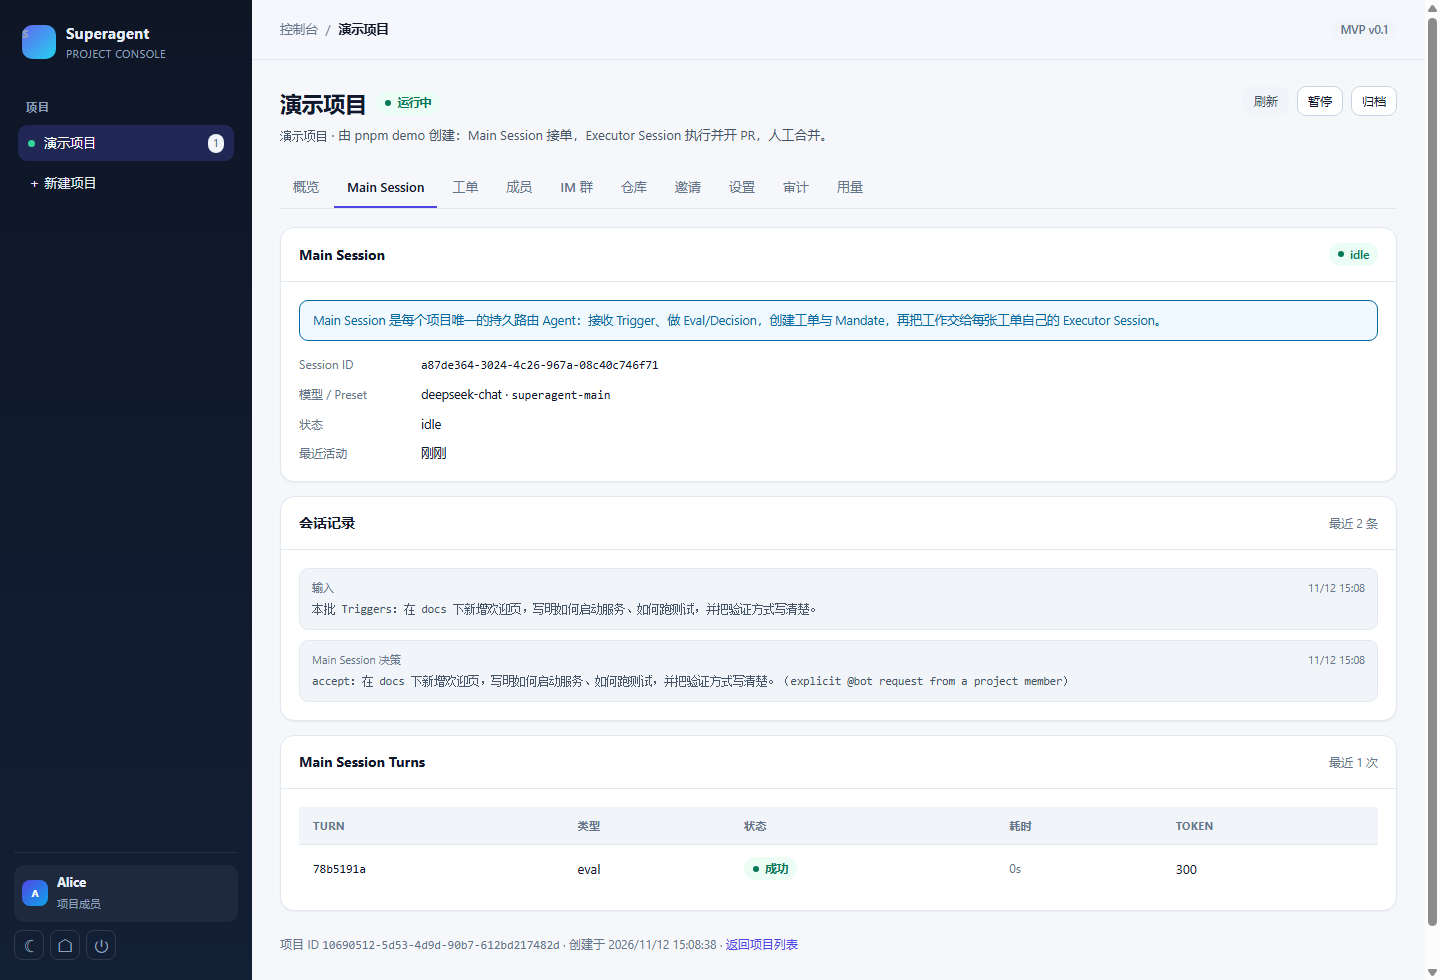 Superagent
PROJECT CONSOLE
项目
演示项目 1
+ 新建项目
Alice
A
项目成员
控制台 / 演示项目
MVP v0.1
演示项目 运行中
刷新 暂停 归档
演示项目 · 由 pnpm demo 创建：Main Session 接单，Executor Session 执行并开 PR，人工合并。
概览 Main Session 工单 成员 IM 群 仓库 邀请 设置 审计 用量
Main Session idle
Main Session 是每个项目唯一的持久路由 Agent：接收 Trigger、做 Eval/Decision，创建工单与 Mandate，再把工作交给每张工单自己的 Executor Session。
Session ID a87de364-3024-4c26-967a-08c40c746f71
模型 / Preset deepseek-chat · superagent-main
状态 idle
最近活动 刚刚
会话记录 最近 2 条
输入 11/12 15:08
本批 Triggers: 在 docs 下新增欢迎页，写明如何启动服务、如何跑测试，并把验证方式写清楚。
Main Session 决策 11/12 15:08
accept: 在 docs 下新增欢迎页，写明如何启动服务、如何跑测试，并把验证方式写清楚。（explicit @bot request from a project member）
Main Session Turns 最近 1 次
TURN 类型 状态 耗时 TOKEN
78b5191a eval 成功 0s 300
项目 ID 10690512-5d53-4d9d-90b7-612bd217482d · 创建于 2026/11/12 15:08:38 · 返回项目列表